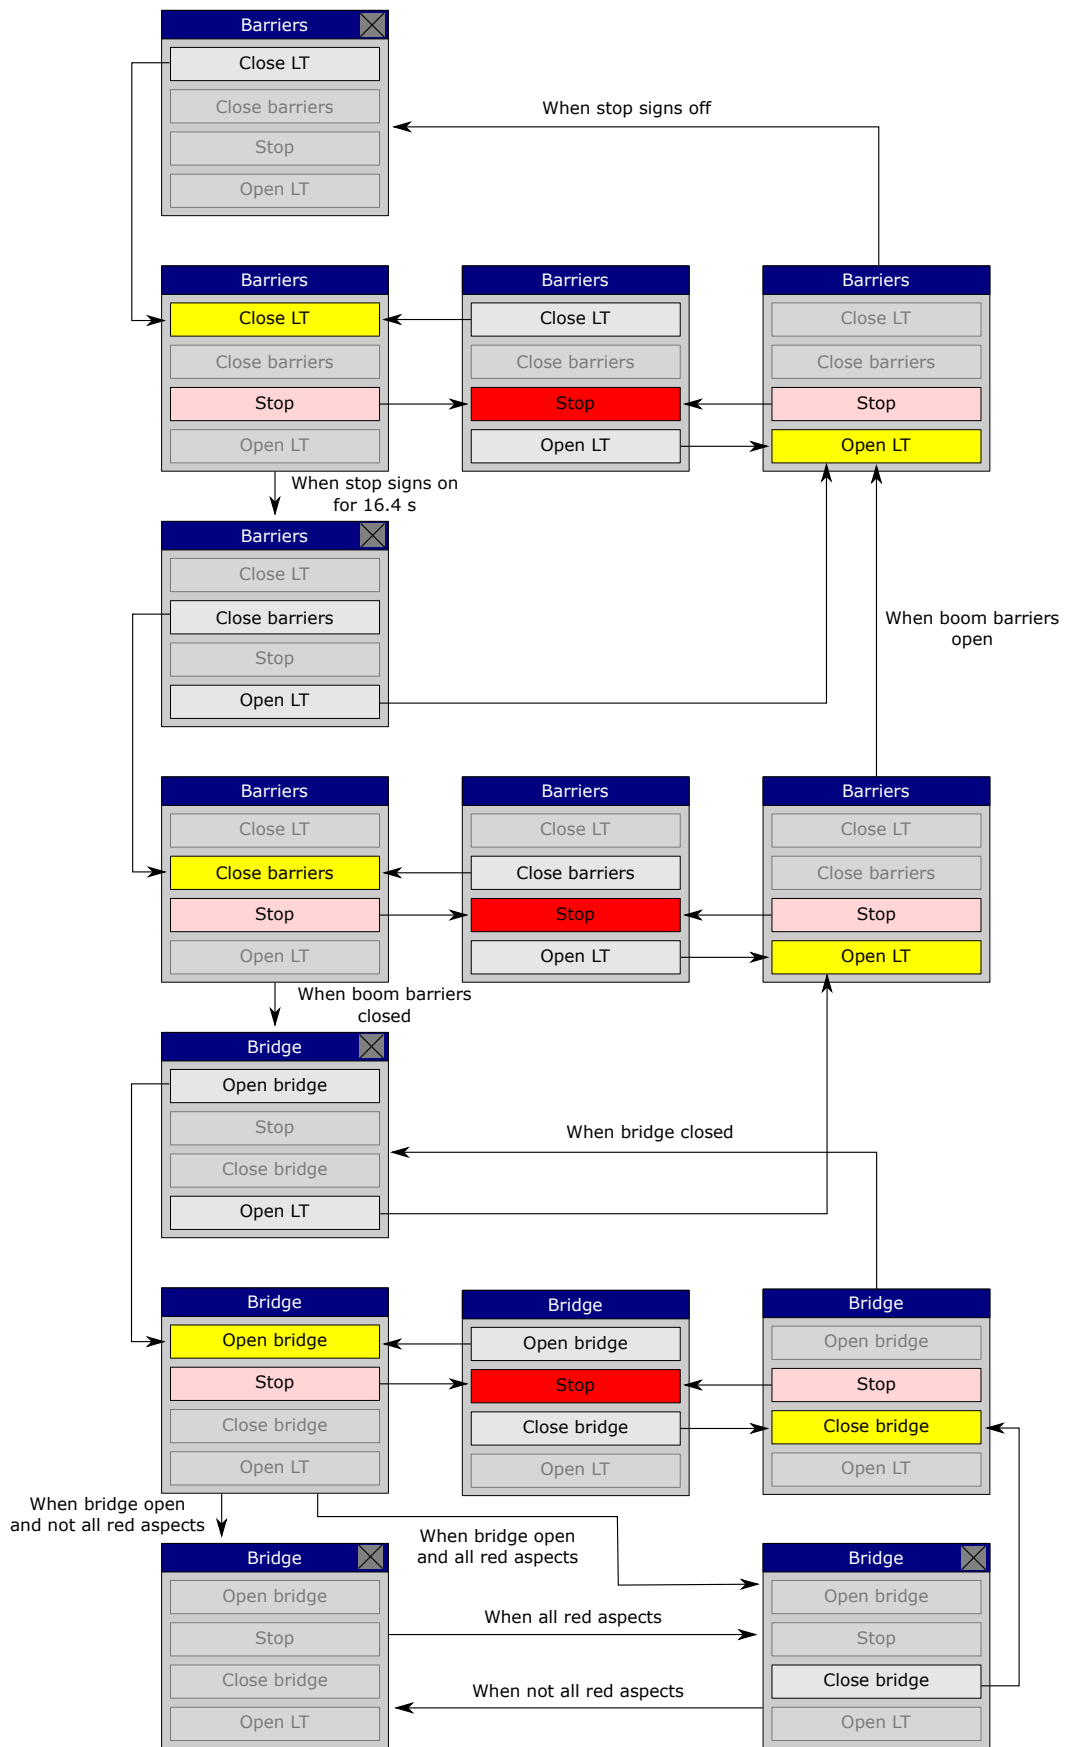 Barriers
Close LT
Close barriers
Stop
Open LT
When stop signs off
Barriers
Close LT
Close barriers
Stop
Open LT
Barriers
Close LT
Close barriers
Stop
Open LT
Barriers
Close LT
Close barriers
Stop
Open LT
When stop signs on
for 16.4 s
Barriers
Close LT
Close barriers
Stop
Open LT
When boom barriers
open
Barriers
Close LT
Close barriers
Stop
Open LT
Barriers
Close LT
Close barriers
Stop
Open LT
Barriers
Close LT
Close barriers
Stop
Open LT
When boom barriers
closed
Bridge
Open bridge
Stop
Close bridge
Open LT
When bridge closed
Bridge
Open bridge
Stop
Close bridge
Open LT
Bridge
Open bridge
Stop
Close bridge
Open LT
Bridge
Open bridge
Stop
Close bridge
Open LT
When bridge open
and not all red aspects
When bridge open
and all red aspects
Bridge
Open bridge
Stop
Close bridge
Open LT
When all red aspects
When not all red aspects
Bridge
Open bridge
Stop
Close bridge
Open LT